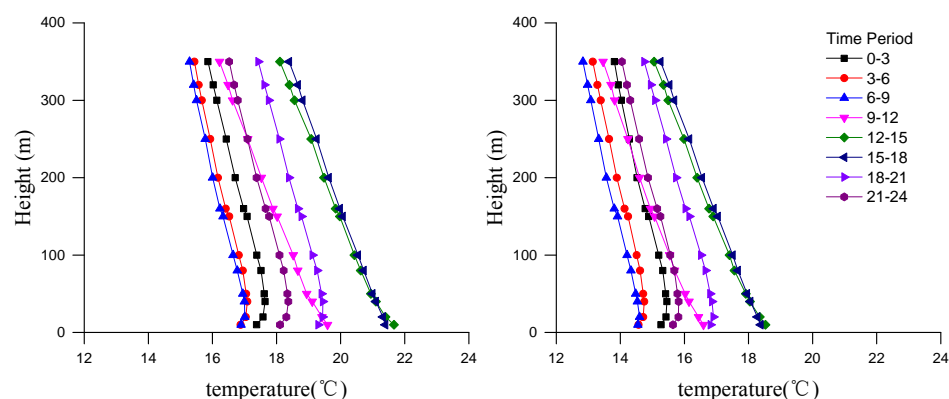 400
300
200
100
0
Height (m)
12 14 16 18 20 22 24
temperature(℃)
400
300
200
100
0
Height (m)
12 14 16 18 20 22 24
temperature(℃)
Time Period
0-3
3-6
6-9
9-12
12-15
15-18
18-21
21-24